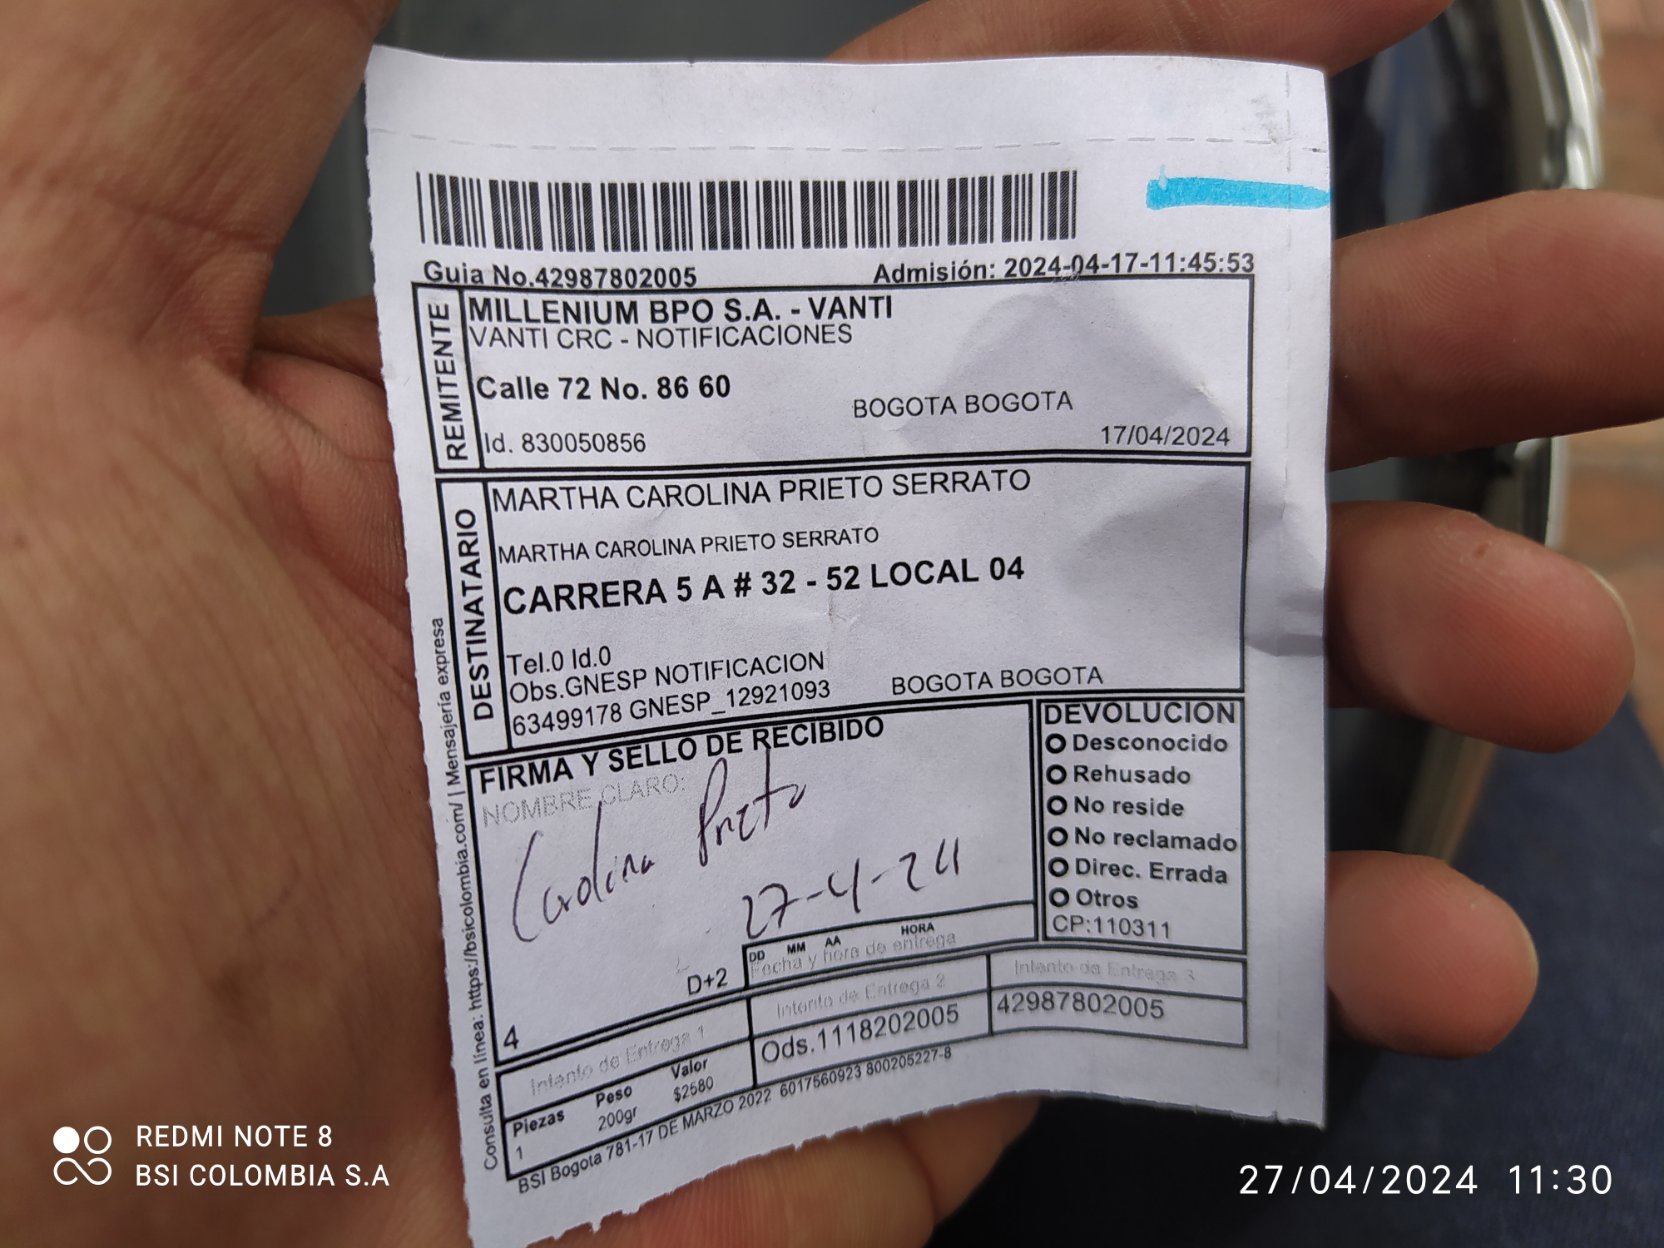 Guia No.42987802005
Admisión: 2024-04-17-11:45:53
REMITENTE
MILLENIUM BPO S.A. - VANTI
VANTI CRC - NOTIFICACIONES
Calle 72 No. 86 60
BOGOTA BOGOTA
Id. 830050856
17/04/2024
DESTINATARIO
MARTHA CAROLINA PRIETO SERRATO
MARTHA CAROLINA PRIETO SERRATO
CARRERA 5 A # 32 - 52 LOCAL 04
Tel.0 Id.0
Obs.GNESP NOTIFICACION
63499178 GNESP_12921093
BOGOTA BOGOTA
FIRMA Y SELLO DE RECIBIDO
NOMBRE CLARO:
Carolina Prieto
27-4-24
DD MM AA HORA
Fecha y hora de entrega
D+2
4
DEVOLUCION
Desconocido
Rehusado
No reside
No reclamado
Direc. Errada
Otros
CP:110311
Intento de Entrega 1
Intento de Entrega 2
Intento de Entrega 3
Piezas Peso Valor
1 200gr $2580
Ods.1118202005
42987802005
BSI Bogota 781-17 DE MARZO 2022 6017560923 800205227-8
Consulta en línea: https://bsicolombia.com/ | Mensajería expresa
REDMI NOTE 8
BSI COLOMBIA S.A
27/04/2024 11:30